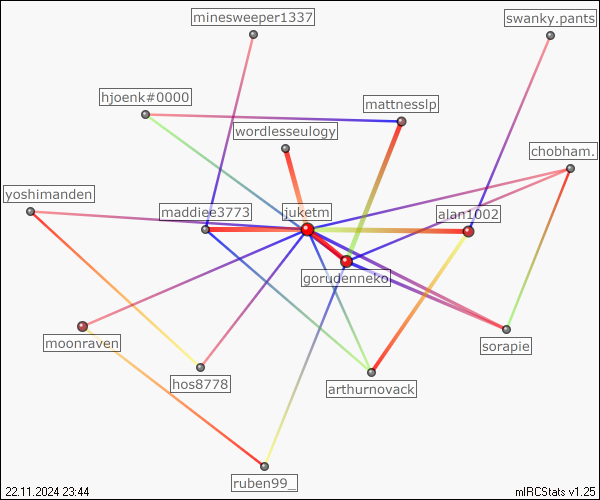 minesweeper1337
swanky.pants
hjoenk#0000
mattnesslp
wordlesseulogy
chobham.
yoshimanden
maddiee3773
juketm
alan1002
gorudenneko
moonraven
sorapie
hos8778
arthurnovack
ruben99_
22.11.2024 23:44
mIRCStats v1.25